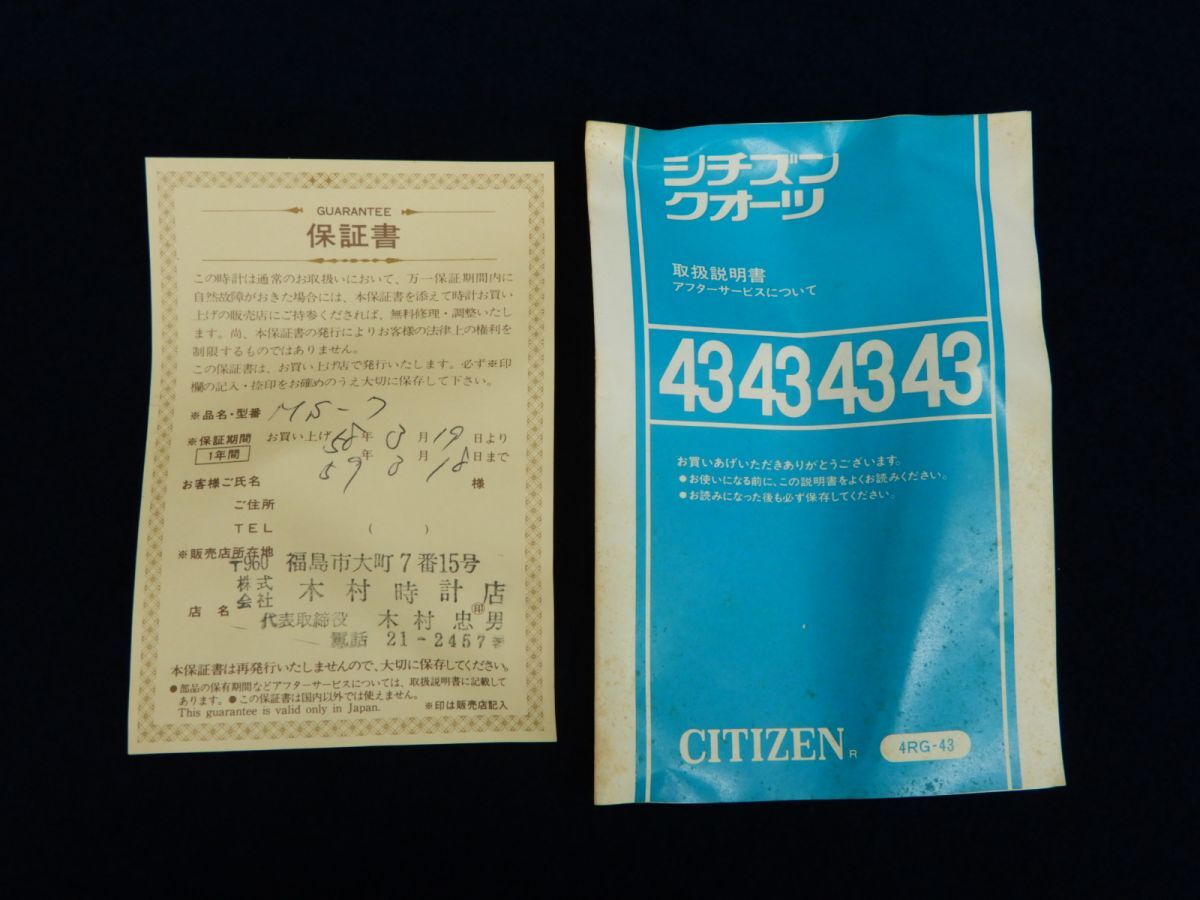 GUARANTEE
保証書
この時計は通常のお取扱いにおいて、万一保証期間内に
自然故障がおきた場合には、本保証書を添えて時計お買い
上げの販売店にご持参くだされば、無料修理・調整いたし
ます。尚、本保証書の発行によりお客様の法律上の権利を
制限するものではありません。
この保証書は、お買い上げ店で発行いたします。必ず※印
欄の記入・捺印をお確めのうえ大切に保存して下さい。
※品名・型番 MS-7
※保証期間 お買い上げ 58年 3月19日より
1年間 59年 3月18日まで
お客様ご氏名 様
ご住所
TEL ( )
※販売店所在地
〒960 福島市大町7番15号
株式会社 木村時計店
店名
代表取締役 木村忠男 ㊞
電話 21-2457番
本保証書は再発行いたしませんので、大切に保存してください。
●部品の保有期間などアフターサービスについては、取扱説明書に記載して
あります。●この保証書は国内以外では使えません。
This guarantee is valid only in Japan. ※印は販売店記入
シチズン
クオーツ
取扱説明書
アフターサービスについて
43 43 43 43
お買いあげいただきありがとうございます。
●お使いになる前に、この説明書をよくお読みください。
●お読みになった後も必ず保存してください。
CITIZEN R 4RG-43